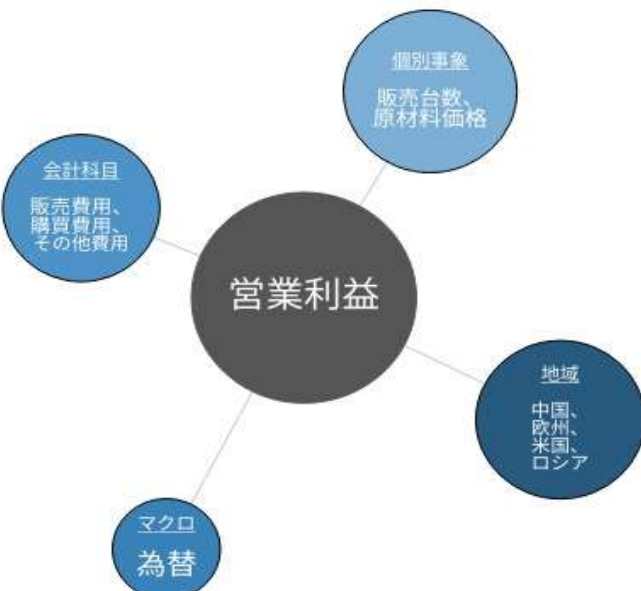 個別事象
販売台数、
原材料価格
会計科目
販売費用、
購買費用、
その他費用
営業利益
地域
中国、
欧州、
米国、
ロシア
マクロ
為替